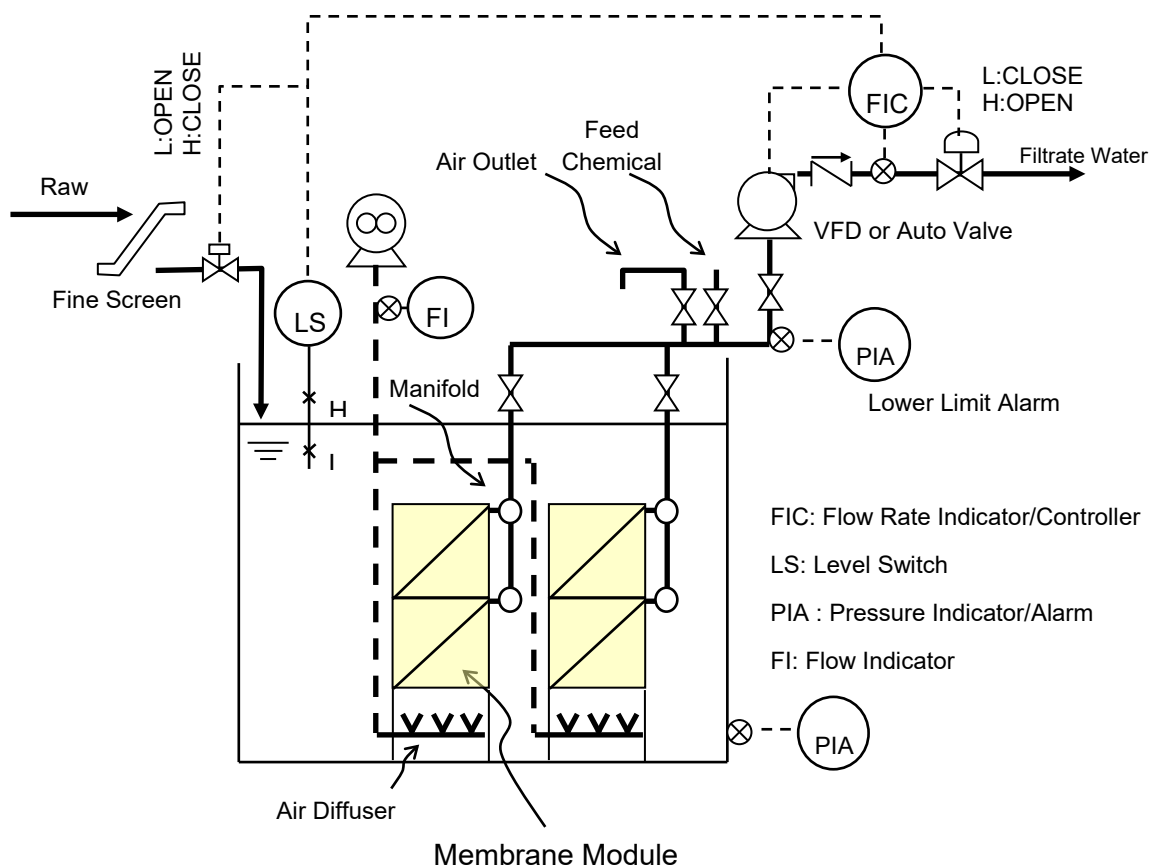 L:OPEN
H:CLOSE
FIC
L:CLOSE
H:OPEN
Feed
Chemical
Air Outlet
Filtrate Water
Raw
VFD or Auto Valve
Fine Screen
LS
FI
PIA
Manifold
H
Lower Limit Alarm
I
FIC: Flow Rate Indicator/Controller
LS: Level Switch
PIA : Pressure Indicator/Alarm
FI: Flow Indicator
PIA
Air Diffuser
Membrane Module